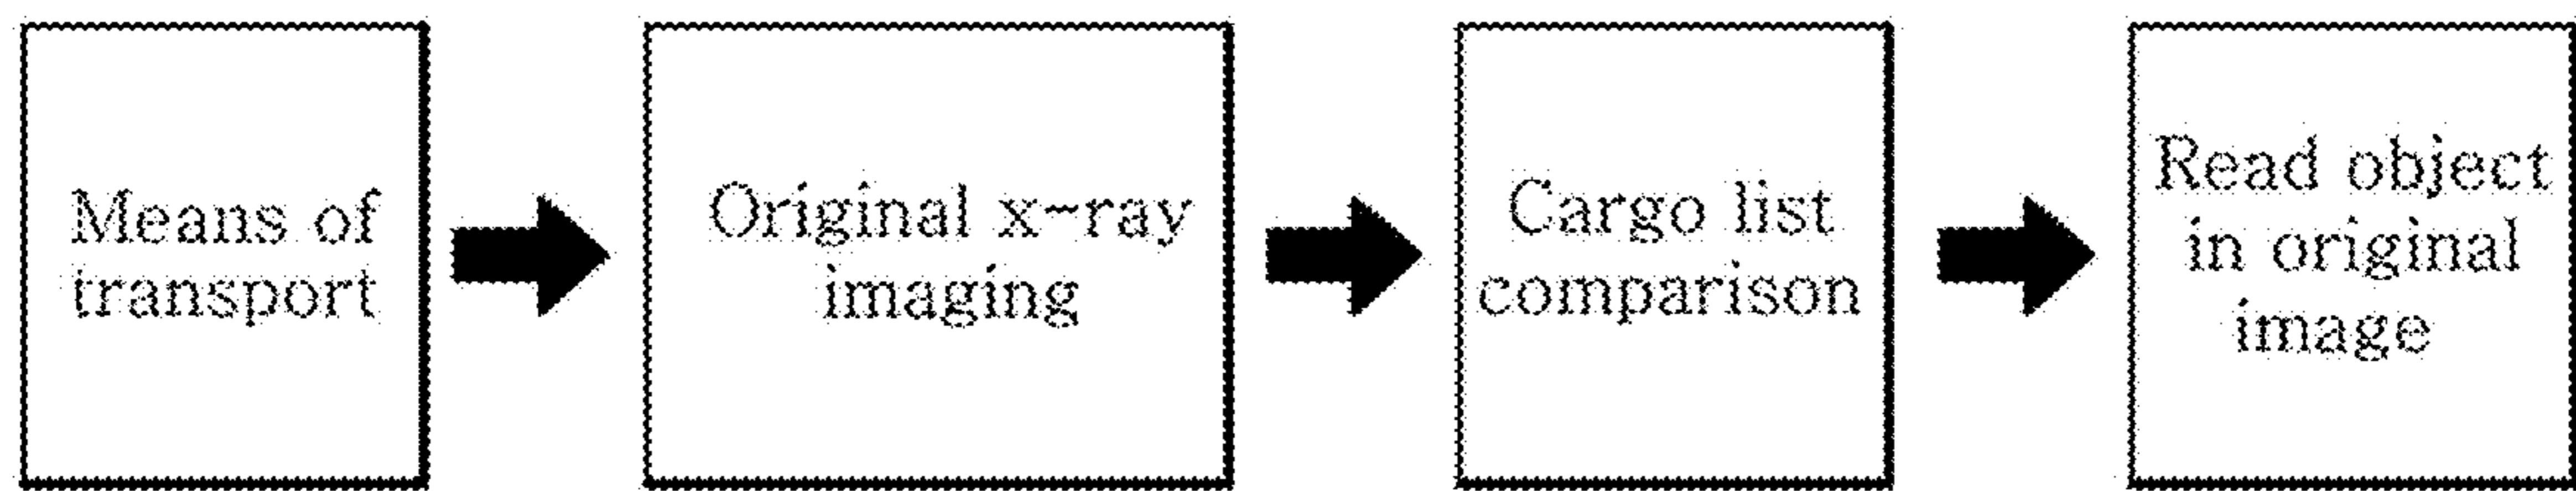 Means of
transport
Original x-ray
imaging
Cargo list
comparison
Read object
in original
image